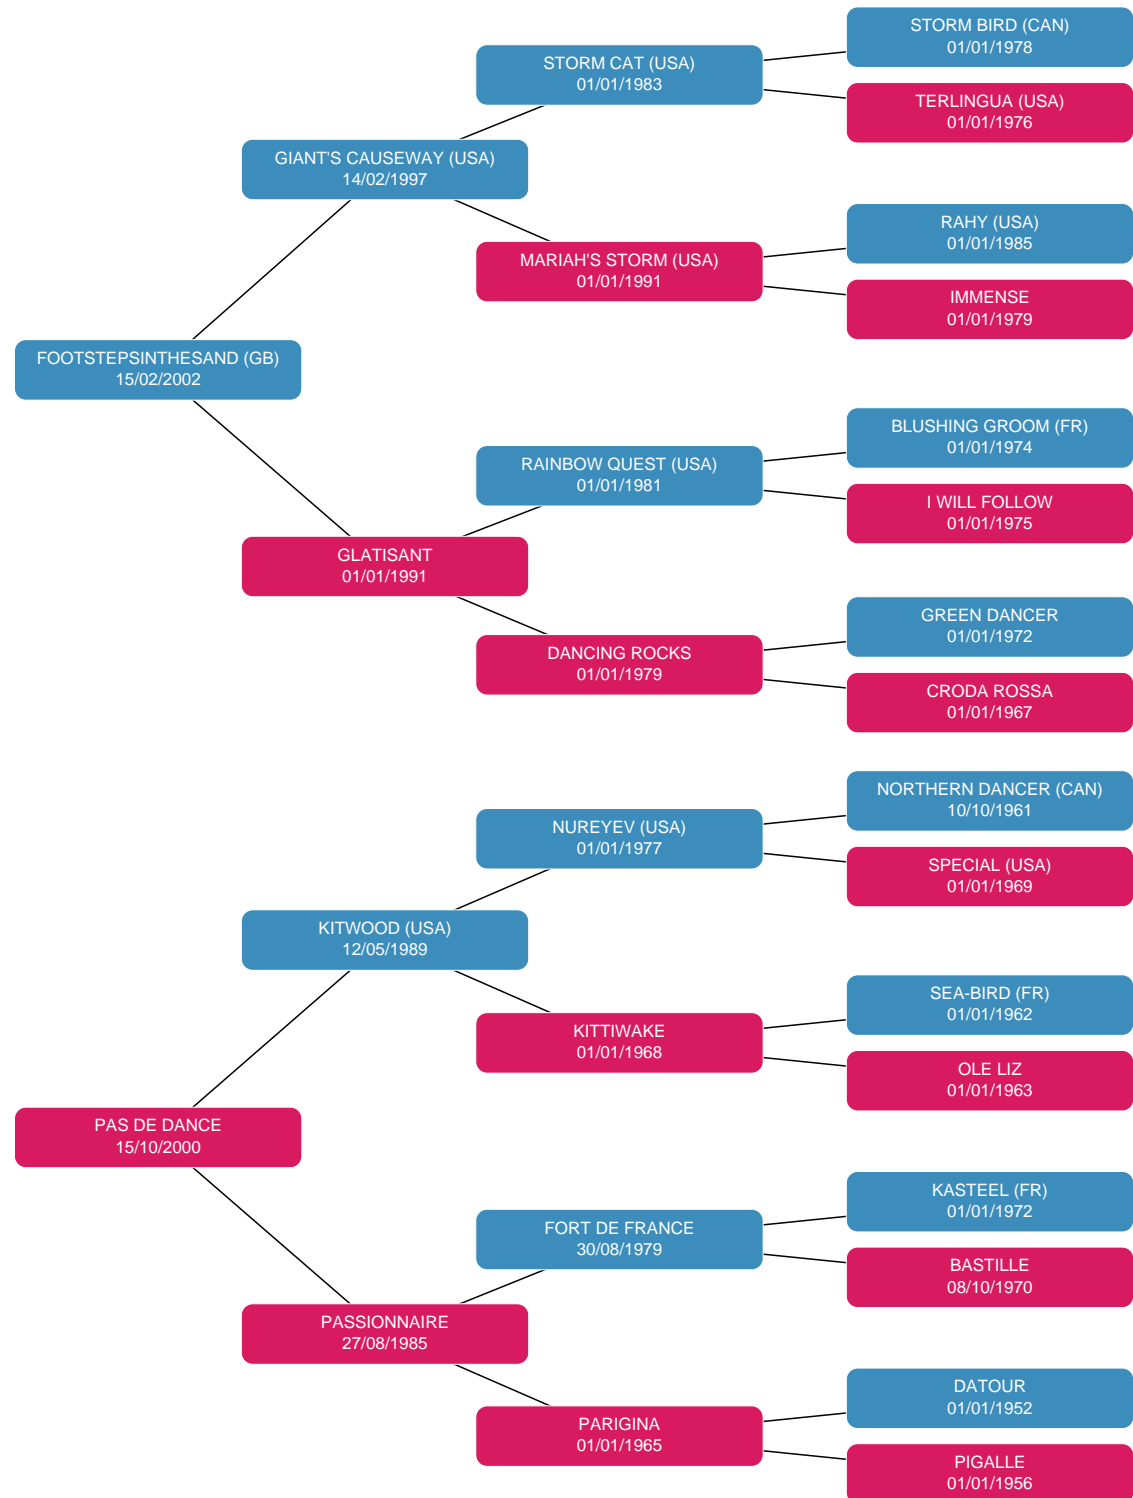 STORM BIRD (CAN)
01/01/1978
STORM CAT (USA)
01/01/1983
TERLINGUA (USA)
01/01/1976
GIANT'S CAUSEWAY (USA)
14/02/1997
RAHY (USA)
01/01/1985
MARIAH'S STORM (USA)
01/01/1991
IMMENSE
01/01/1979
FOOTSTEPSINTHESAND (GB)
15/02/2002
BLUSHING GROOM (FR)
01/01/1974
RAINBOW QUEST (USA)
01/01/1981
I WILL FOLLOW
01/01/1975
GLATISANT
01/01/1991
GREEN DANCER
01/01/1972
DANCING ROCKS
01/01/1979
CRODA ROSSA
01/01/1967
NORTHERN DANCER (CAN)
10/10/1961
NUREYEV (USA)
01/01/1977
SPECIAL (USA)
01/01/1969
KITWOOD (USA)
12/05/1989
SEA-BIRD (FR)
01/01/1962
KITTIWAKE
01/01/1968
OLE LIZ
01/01/1963
PAS DE DANCE
15/10/2000
KASTEEL (FR)
01/01/1972
FORT DE FRANCE
30/08/1979
BASTILLE
08/10/1970
PASSIONNAIRE
27/08/1985
DATOUR
01/01/1952
PARIGINA
01/01/1965
PIGALLE
01/01/1956